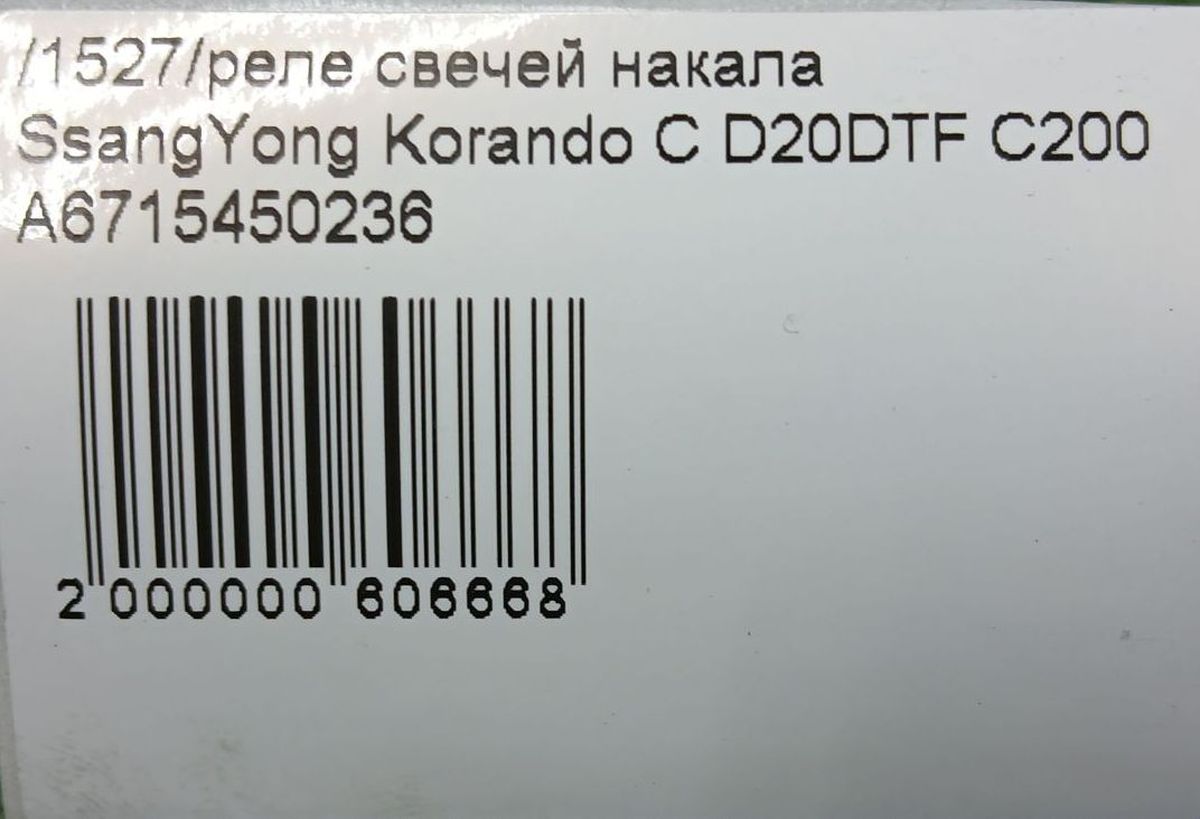 /1527/реле свечей накала
SsangYong Korando C D20DTF C200
A6715450236
2 000000 606668